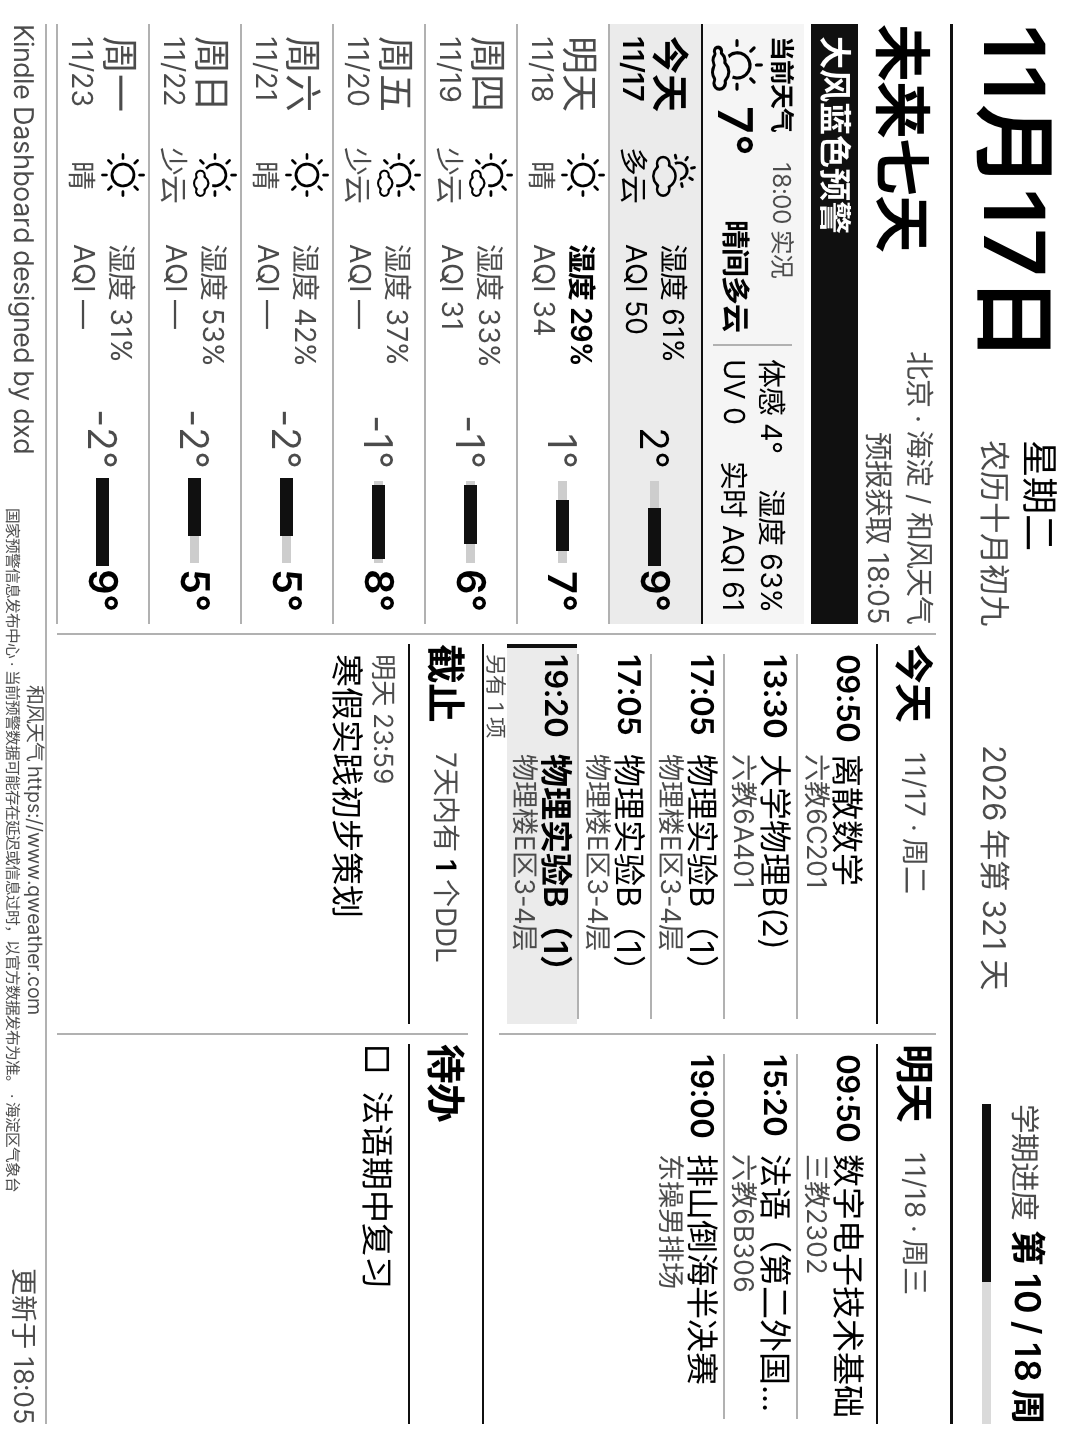 11月17日
星期二
农历十月初九
2026 年第 321 天
学期进度 第 10 / 18 周
未来七天
北京 · 海淀 / 和风天气
预报获取 18:05
大风蓝色预警
当前天气 18:00 实况
7° 晴间多云
体感 4° 湿度 63%
UV 0 实时 AQI 61
今天 湿度 61%
11/17 多云 AQI 50
2° 9°
明天 湿度 29%
11/18 晴 AQI 34
1° 7°
周四 湿度 33%
11/19 少云 AQI 31
-1° 6°
周五 湿度 37%
11/20 少云 AQI —
-1° 8°
周六 湿度 42%
11/21 晴 AQI —
-2° 5°
周日 湿度 53%
11/22 少云 AQI —
-2° 5°
周一 湿度 31%
11/23 晴 AQI —
-2° 9°
今天 11/17 · 周二
09:50 离散数学
六教6C201
13:30 大学物理B(2)
六教6A401
17:05 物理实验B（1）
物理楼E区3-4层
17:05 物理实验B（1）
物理楼E区3-4层
19:20 物理实验B（1）
物理楼E区3-4层
另有 1 项
明天 11/18 · 周三
09:50 数字电子技术基础
三教2302
15:20 法语（第二外国…
六教6B306
19:00 排山倒海半决赛
东操男排场
截止 7天内有 1 个DDL
明天 23:59
寒假实践初步策划
待办
法语期中复习
Kindle Dashboard designed by dxd
和风天气 https://www.qweather.com
国家预警信息发布中心 · 当前预警数据可能存在延迟或信息过时，以官方数据发布为准。 · 海淀区气象台
更新于 18:05